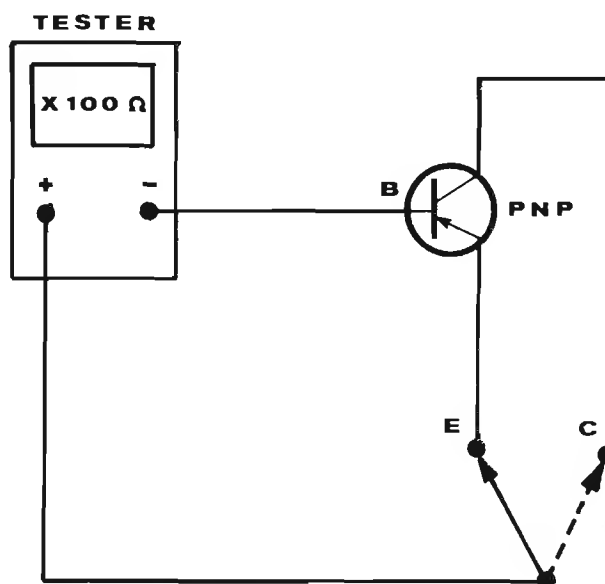 TESTER
X 100 Ω
+ -
B
PNP
E
C